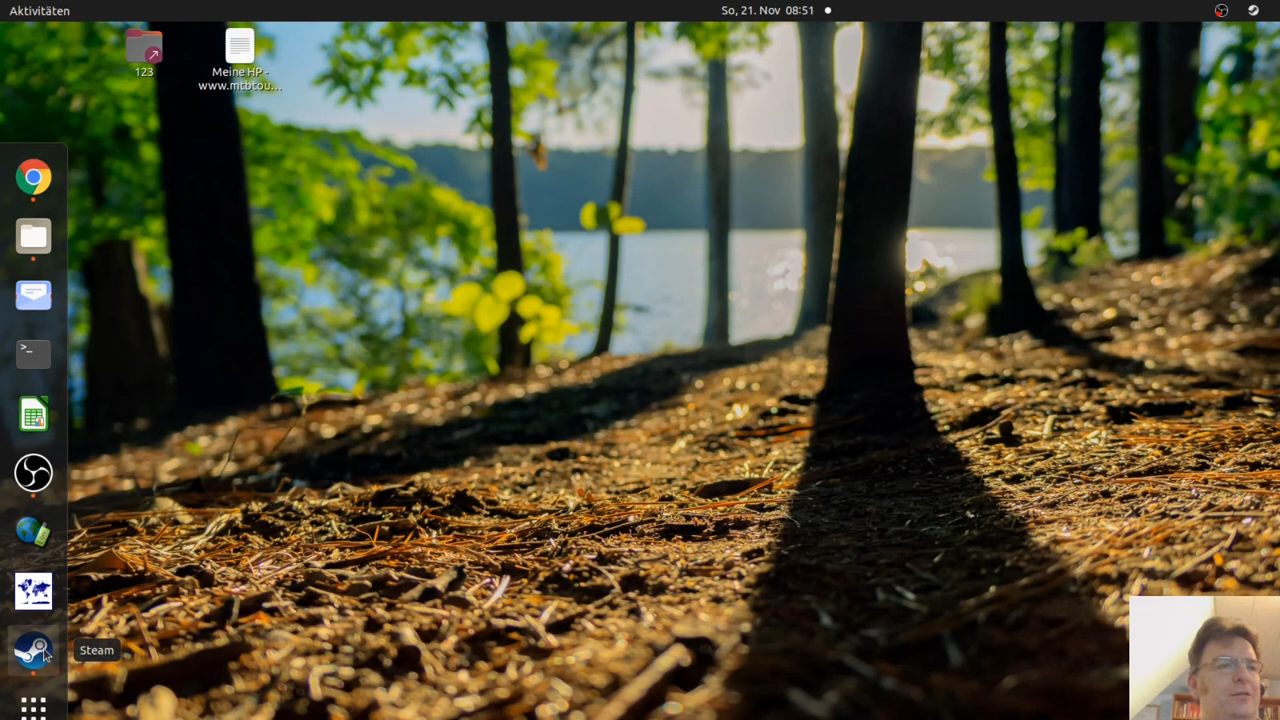 Aktivitäten
So, 21. Nov 08:51
123
Meine HP -
www.mtbtou...
>_
Steam